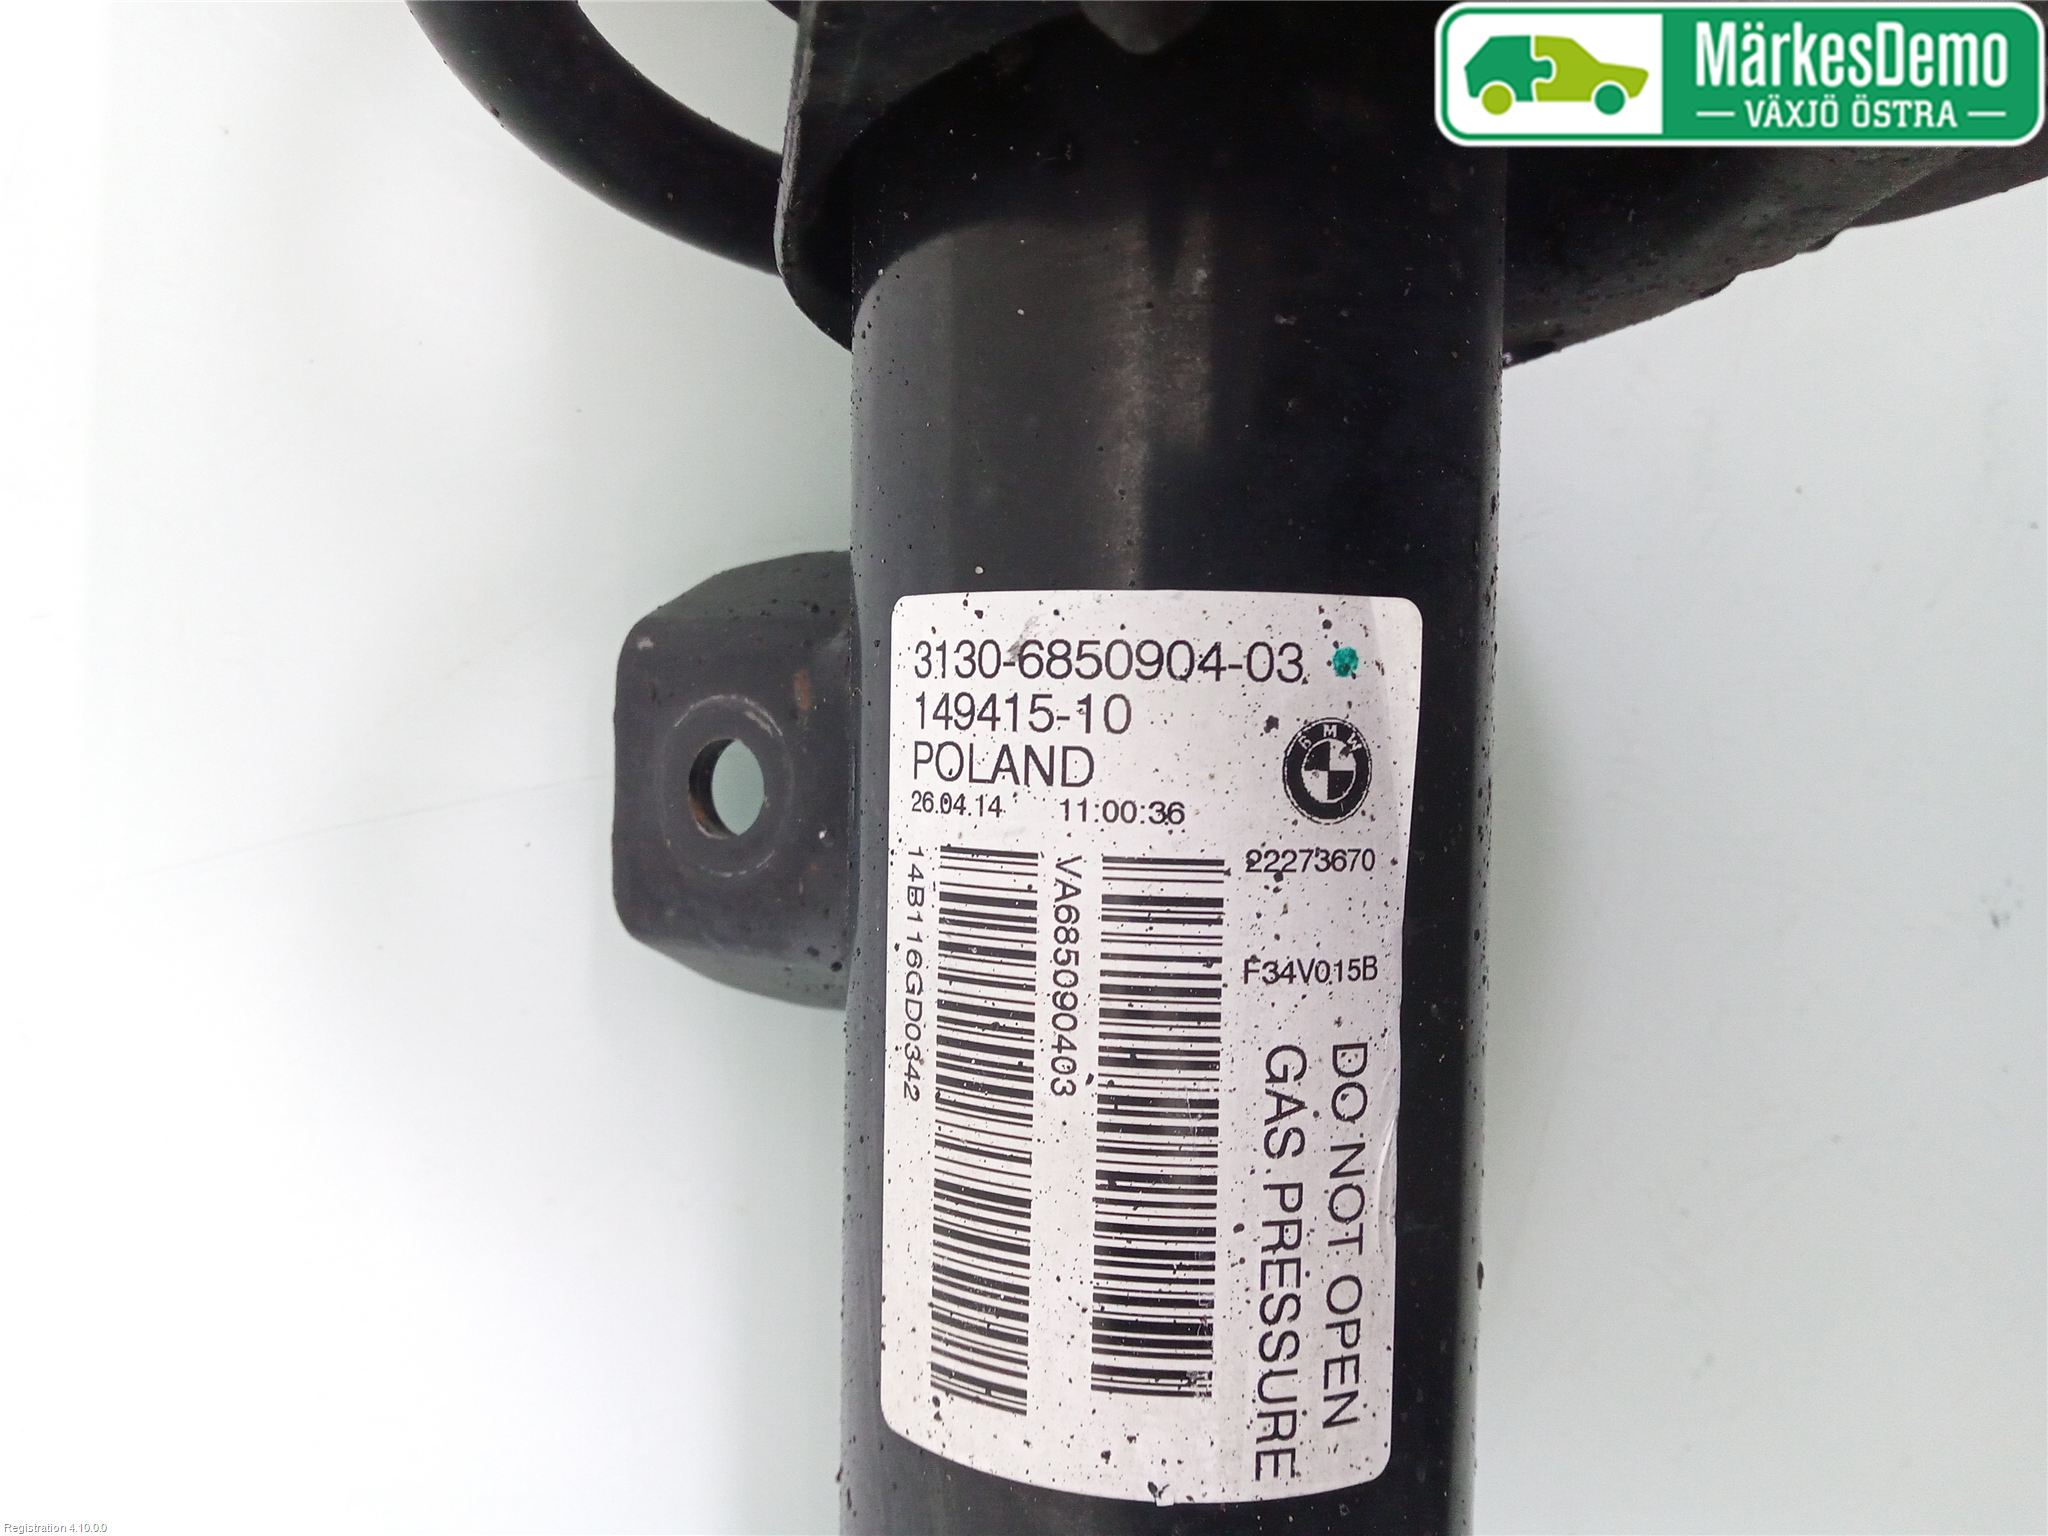 MärkesDemo
VÄXJÖ ÖSTRA
3130-6850904-03
149415-10
POLAND
BMW
26.04.14 11:00:36
22273670
F34V015B
14B116GD0342
VA685090403
DO NOT OPEN
GAS PRESSURE
Registration 4.10.0.0